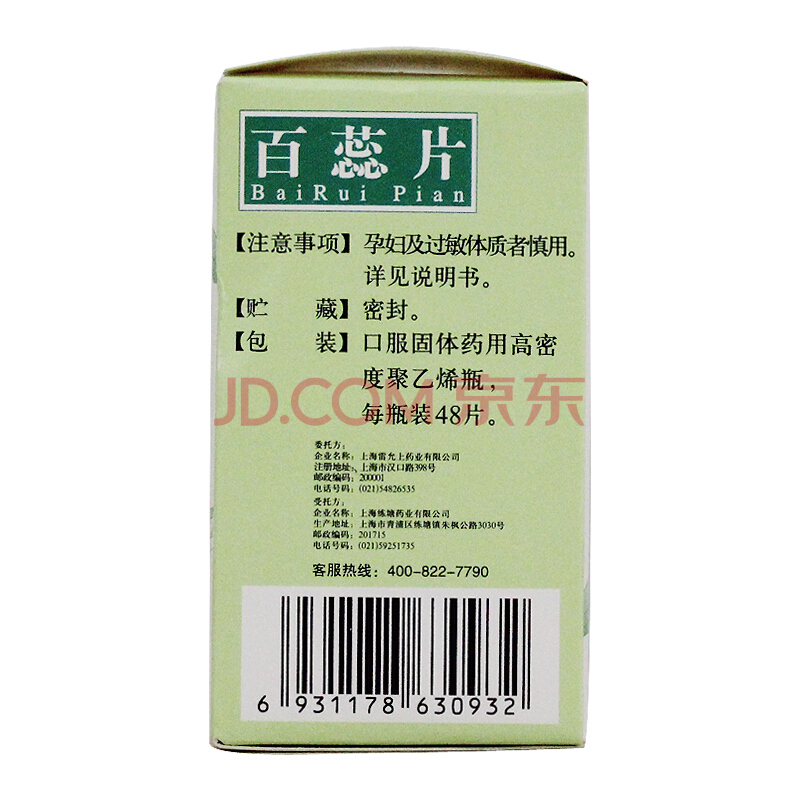 百蕊片
BaiRui Pian
【注意事项】孕妇及过敏体质者慎用。
详见说明书。
【贮 藏】密封。
【包 装】口服固体药用高密
度聚乙烯瓶，
JD.COM 京东
每瓶装48片。
委托方：
企业名称：上海雷允上药业有限公司
注册地址：上海市汉口路398号
邮政编码：200001
电话号码：(021)54826535
受托方：
企业名称：上海练塘药业有限公司
生产地址：上海市青浦区练塘镇朱枫公路3030号
邮政编码：201715
电话号码：(021)59251735
客服热线：400-822-7790
6 931178 630932